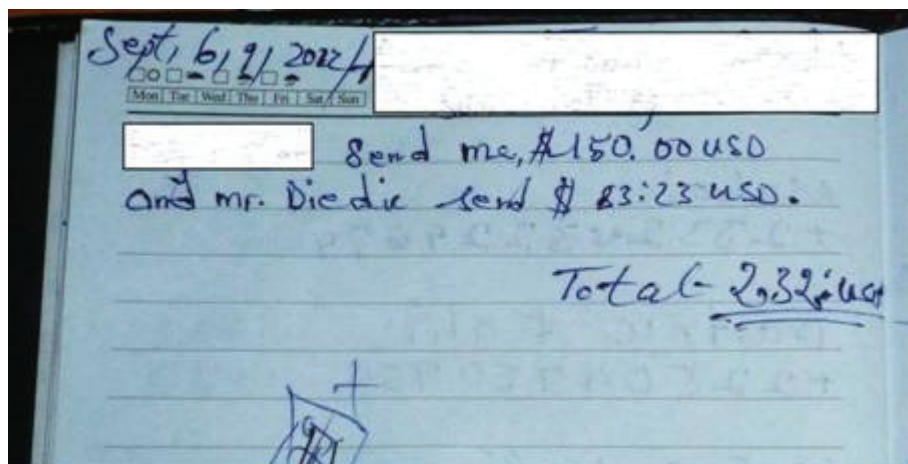 Sept, 6, 9, 2022/
Mon Tue Wed Thu Fri Sat Sun
Send me, $150.00 USD
and mr. Diedie send $ 83:23 USD.
Total- 2,32: